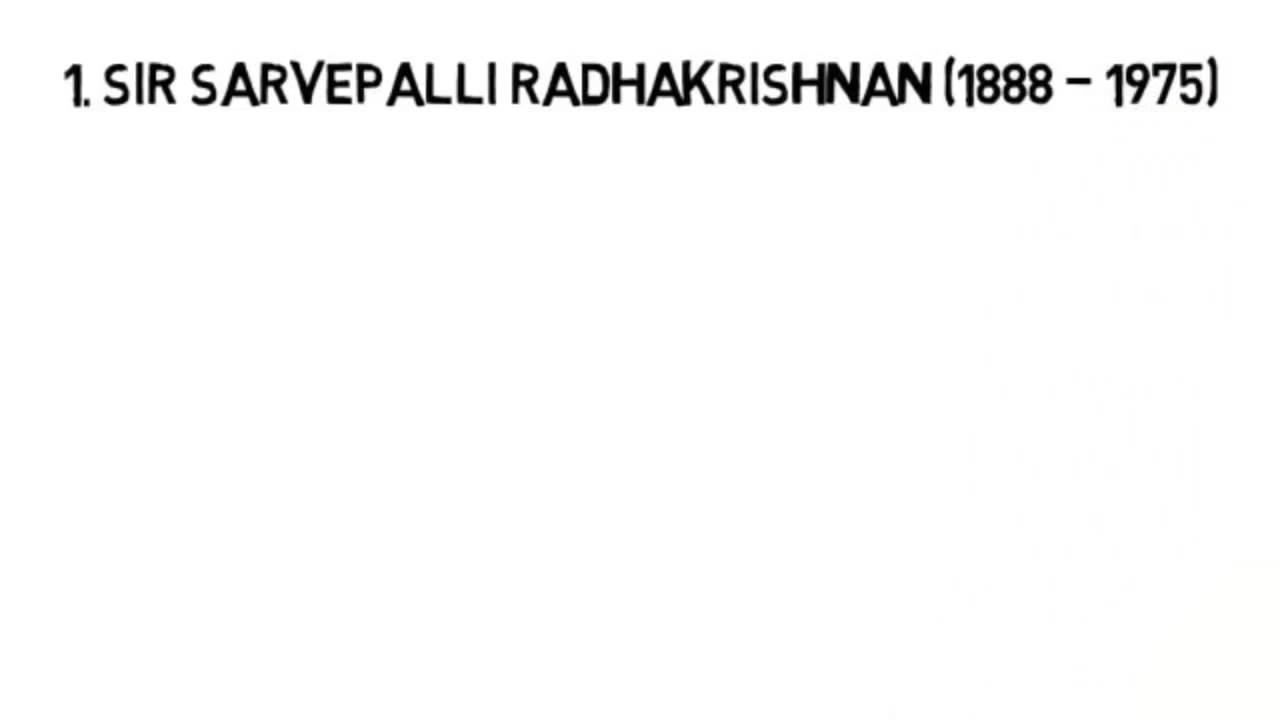 1. SIR SARVEPALLI RADHAKRISHNAN (1888 – 1975)